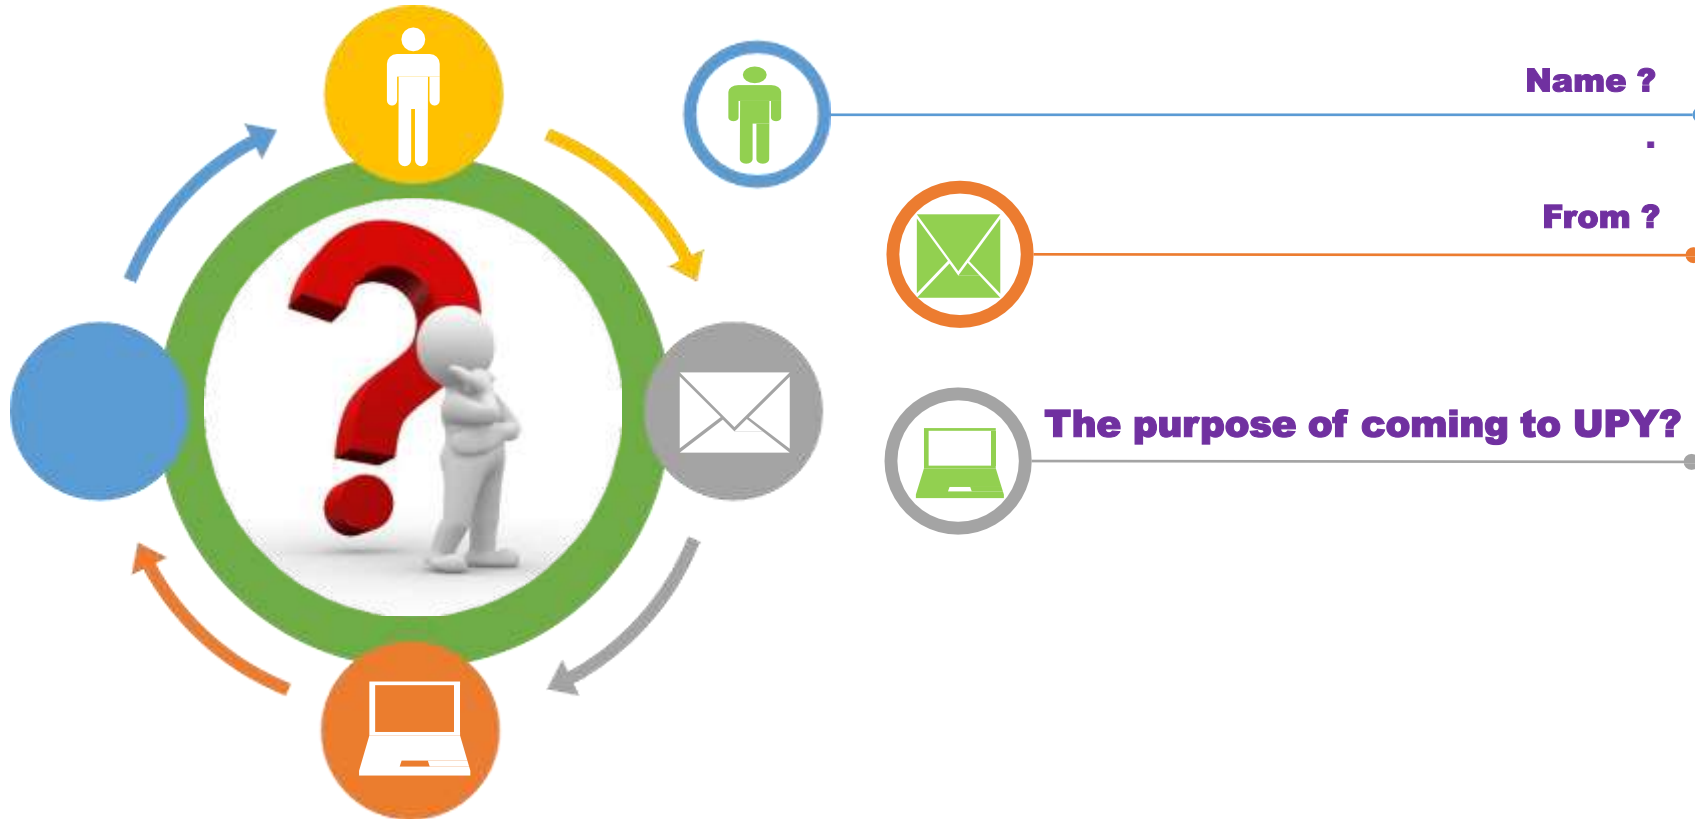 Name ?
.
From ?
The purpose of coming to UPY?